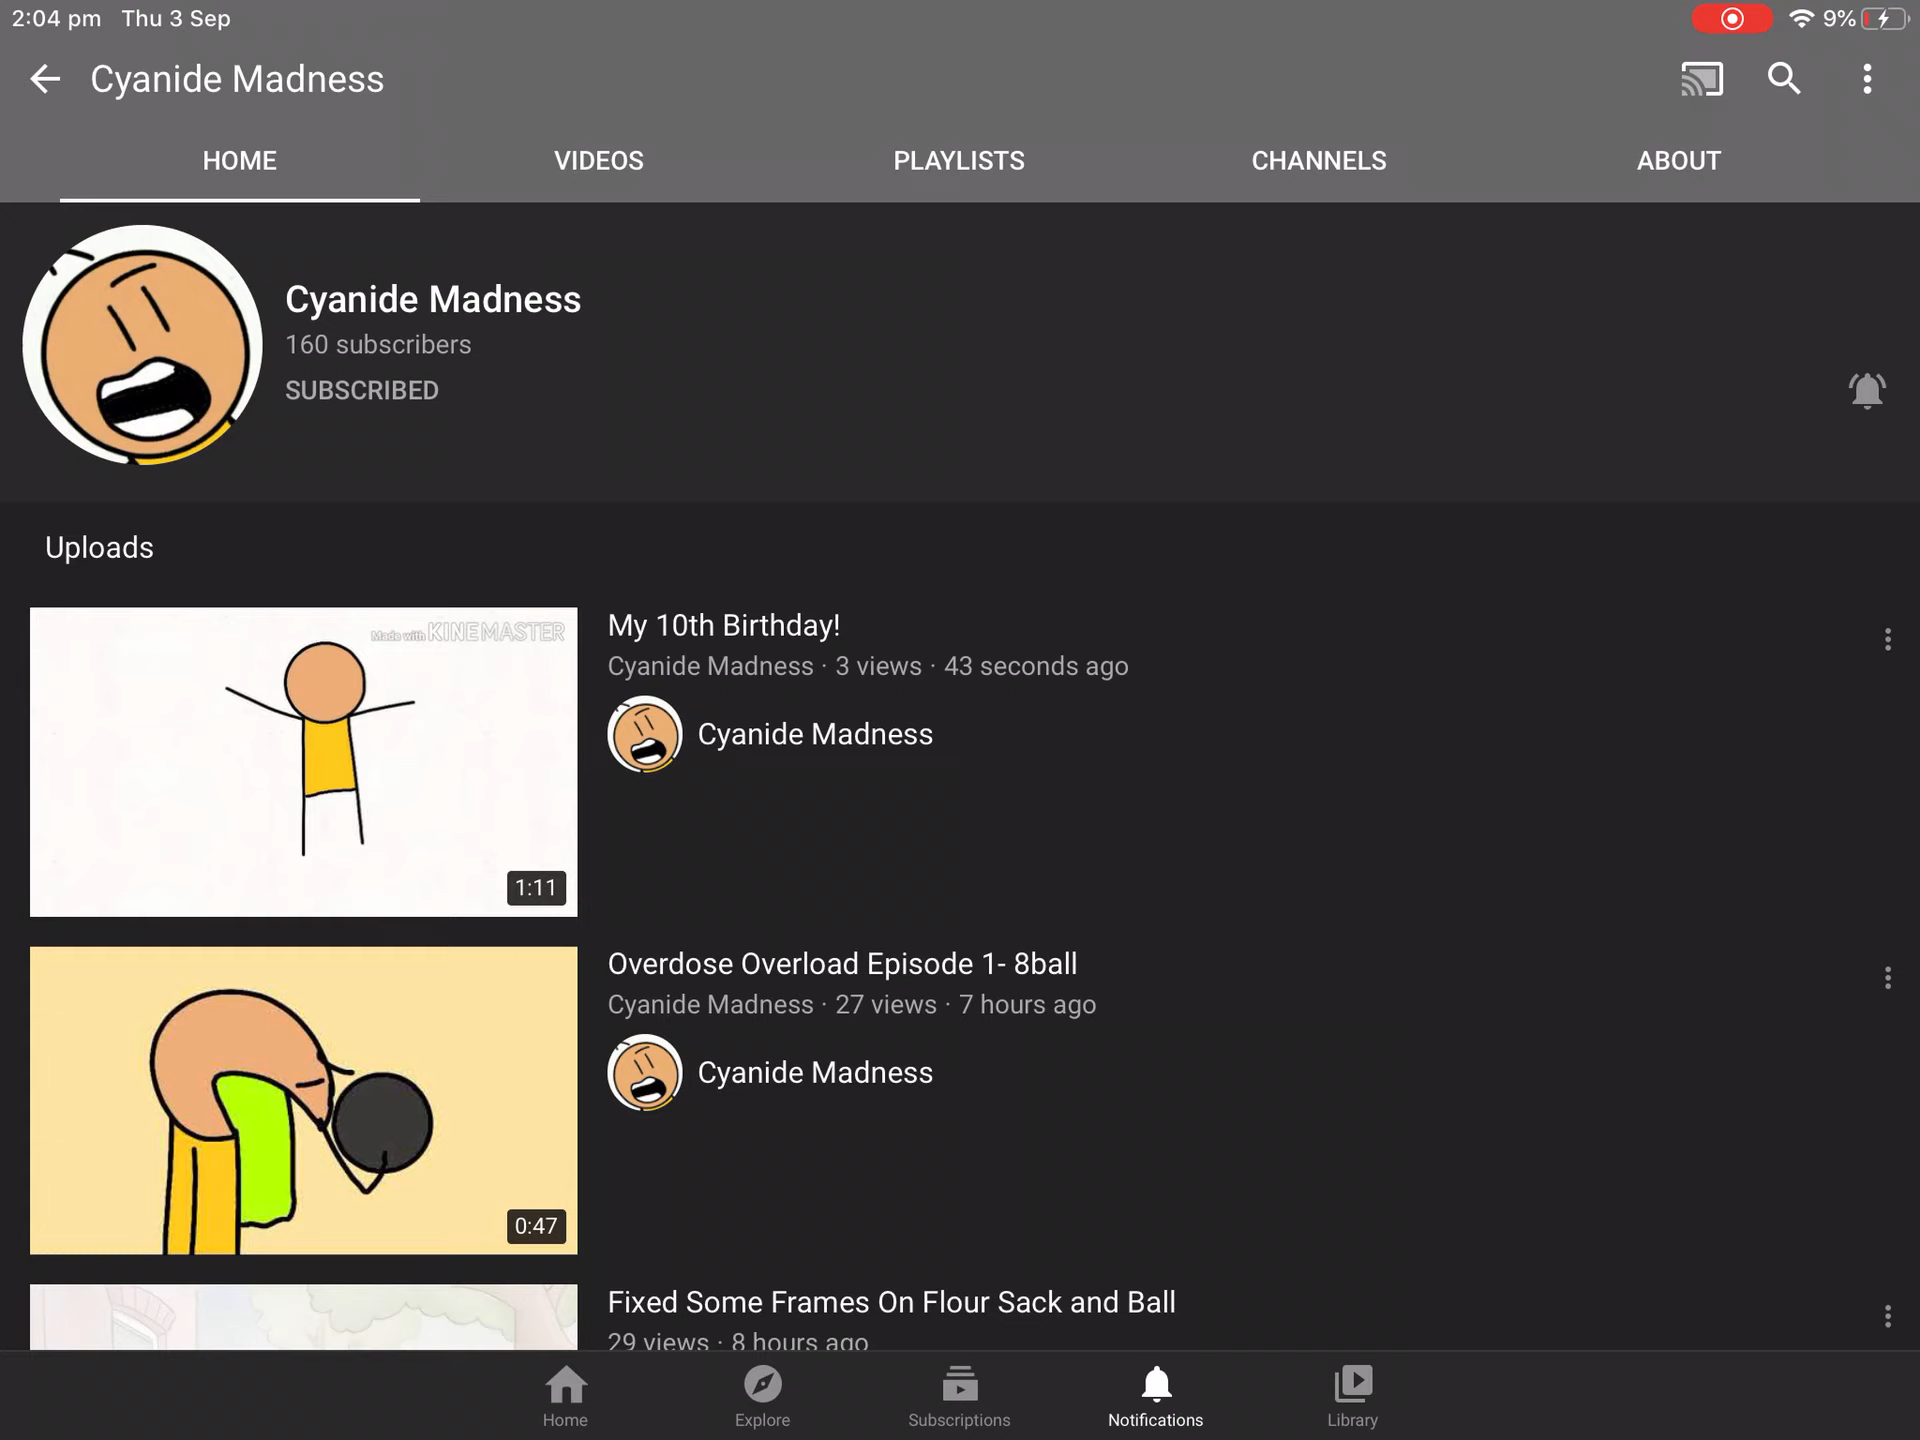 2:04 pm Thu 3 Sep
9%
Cyanide Madness
HOME VIDEOS PLAYLISTS CHANNELS ABOUT
Cyanide Madness
160 subscribers
SUBSCRIBED
Uploads
Made with KINEMASTER
1:11
My 10th Birthday!
Cyanide Madness · 3 views · 43 seconds ago
Cyanide Madness
0:47
Overdose Overload Episode 1- 8ball
Cyanide Madness · 27 views · 7 hours ago
Cyanide Madness
Fixed Some Frames On Flour Sack and Ball
29 views · 8 hours ago
Home Explore Subscriptions Notifications Library